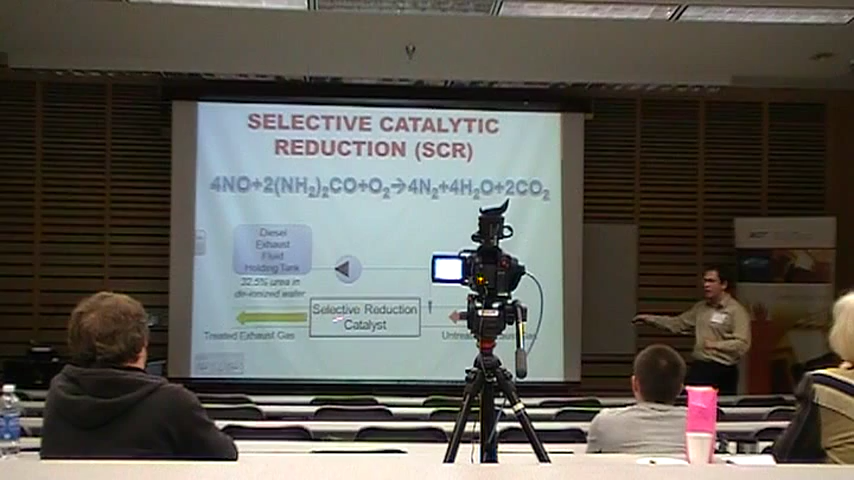 SELECTIVE CATALYTIC
REDUCTION (SCR)
4NO+2(NH₂)₂CO+O₂→4N₂+4H₂O+2CO₂
Diesel
Exhaust
Fluid
Holding Tank
32.5% urea in
de-ionized water
Selective Reduction
Catalyst
Treated Exhaust Gas